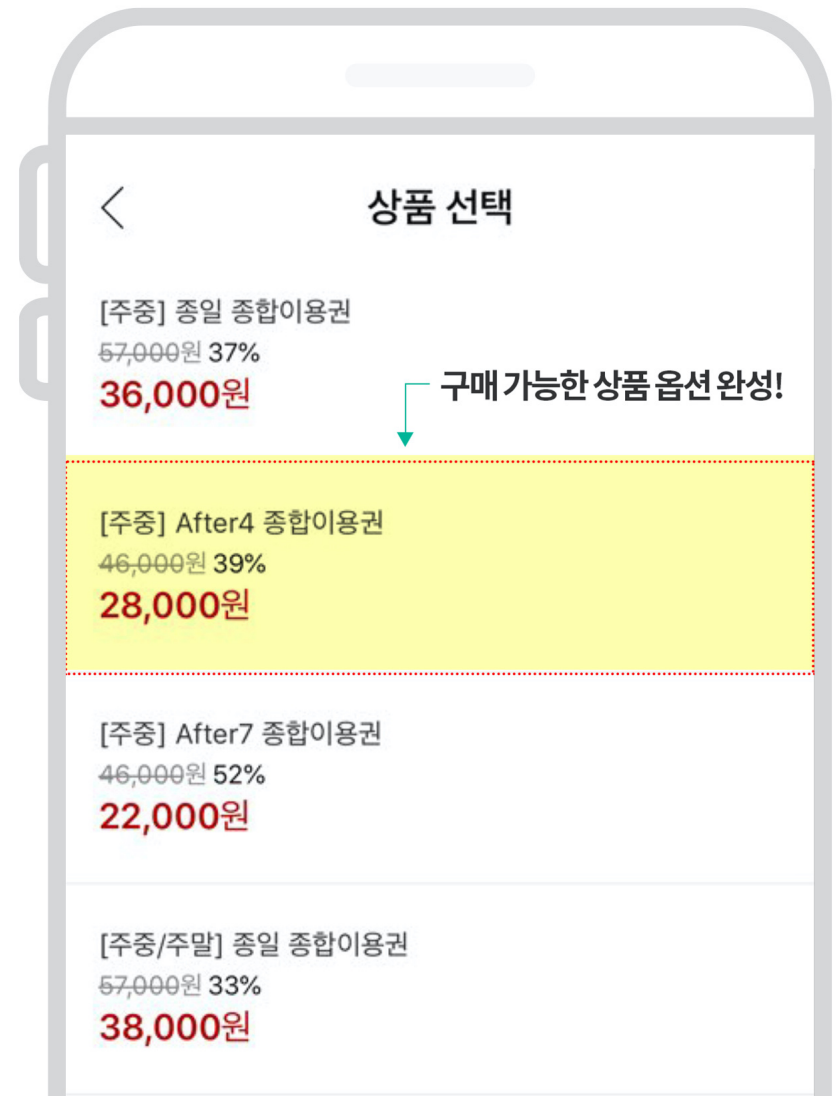 상품 선택
[주중] 종일 종합이용권
57,000원 37%
36,000원
구매 가능한 상품 옵션 완성!
[주중] After4 종합이용권
46,000원 39%
28,000원
[주중] After7 종합이용권
46,000원 52%
22,000원
[주중/주말] 종일 종합이용권
57,000원 33%
38,000원